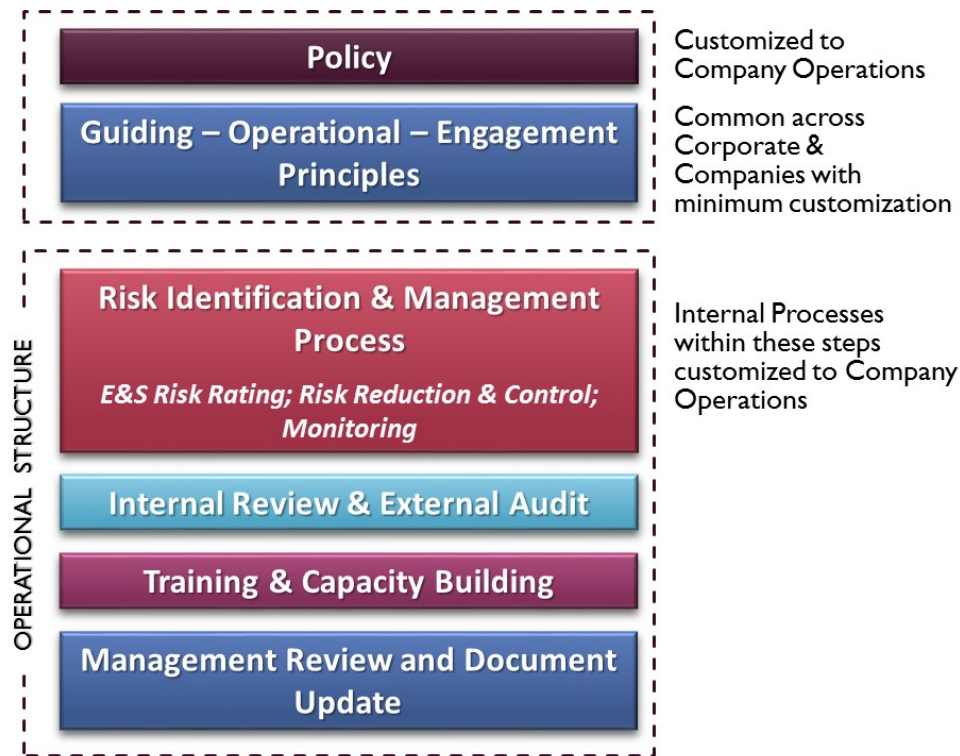 Policy
Customized to
Company Operations
Guiding – Operational – Engagement
Principles
Common across
Corporate &
Companies with
minimum customization
OPERATIONAL STRUCTURE
Risk Identification & Management
Process
E&S Risk Rating; Risk Reduction & Control;
Monitoring
Internal Processes
within these steps
customized to Company
Operations
Internal Review & External Audit
Training & Capacity Building
Management Review and Document
Update